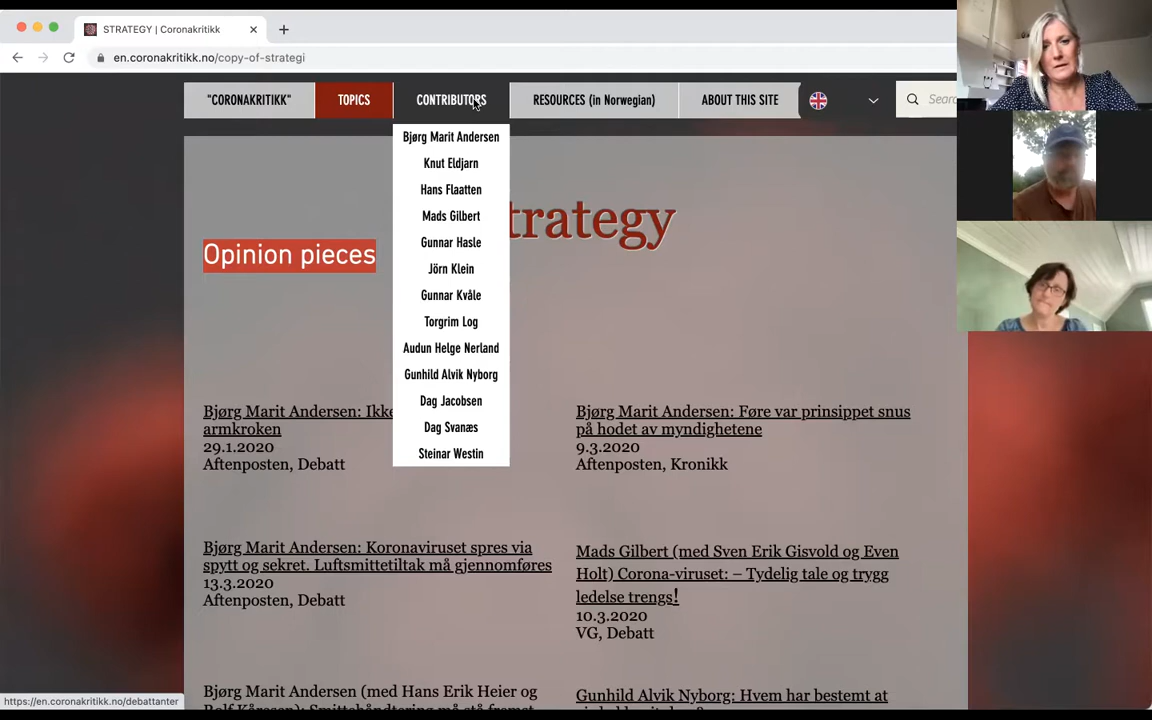 STRATEGY | Coronakritikk
en.coronakritikk.no/copy-of-strategi
"CORONAKRITIKK" TOPICS CONTRIBUTORS RESOURCES (in Norwegian) ABOUT THIS SITE Sear
Bjørg Marit Andersen
Knut Eldjarn
Hans Flaatten
Mads Gilbert
Gunnar Hasle
Jörn Klein
Gunnar Kvåle
Torgrim Log
Audun Helge Nerland
Gunhild Alvik Nyborg
Dag Jacobsen
Dag Svanæs
Steinar Westin
trategy
Opinion pieces
Bjørg Marit Andersen: Ikke
armkroken
29.1.2020
Aftenposten, Debatt
Bjørg Marit Andersen: Føre var prinsippet snus
på hodet av myndighetene
9.3.2020
Aftenposten, Kronikk
Bjørg Marit Andersen: Koronaviruset spres via
spytt og sekret. Luftsmittetiltak må gjennomføres
13.3.2020
Aftenposten, Debatt
Mads Gilbert (med Sven Erik Gisvold og Even
Holt) Corona-viruset: – Tydelig tale og trygg
ledelse trengs!
10.3.2020
VG, Debatt
Bjørg Marit Andersen (med Hans Erik Heier og
Rolf Kåresen): Smittehåndtering må stå fremst
Gunhild Alvik Nyborg: Hvem har bestemt at
https://en.coronakritikk.no/debattanter